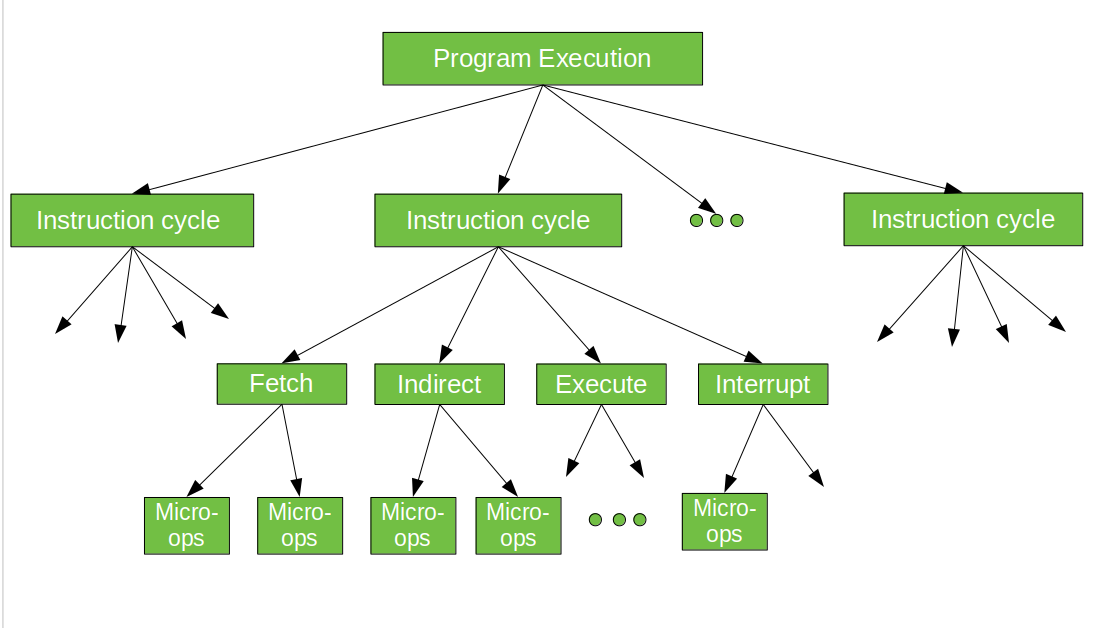 Program Execution
Instruction cycle
Instruction cycle
Instruction cycle
Fetch
Indirect
Execute
Interrupt
Micro-
ops
Micro-
ops
Micro-
ops
Micro-
ops
Micro-
ops